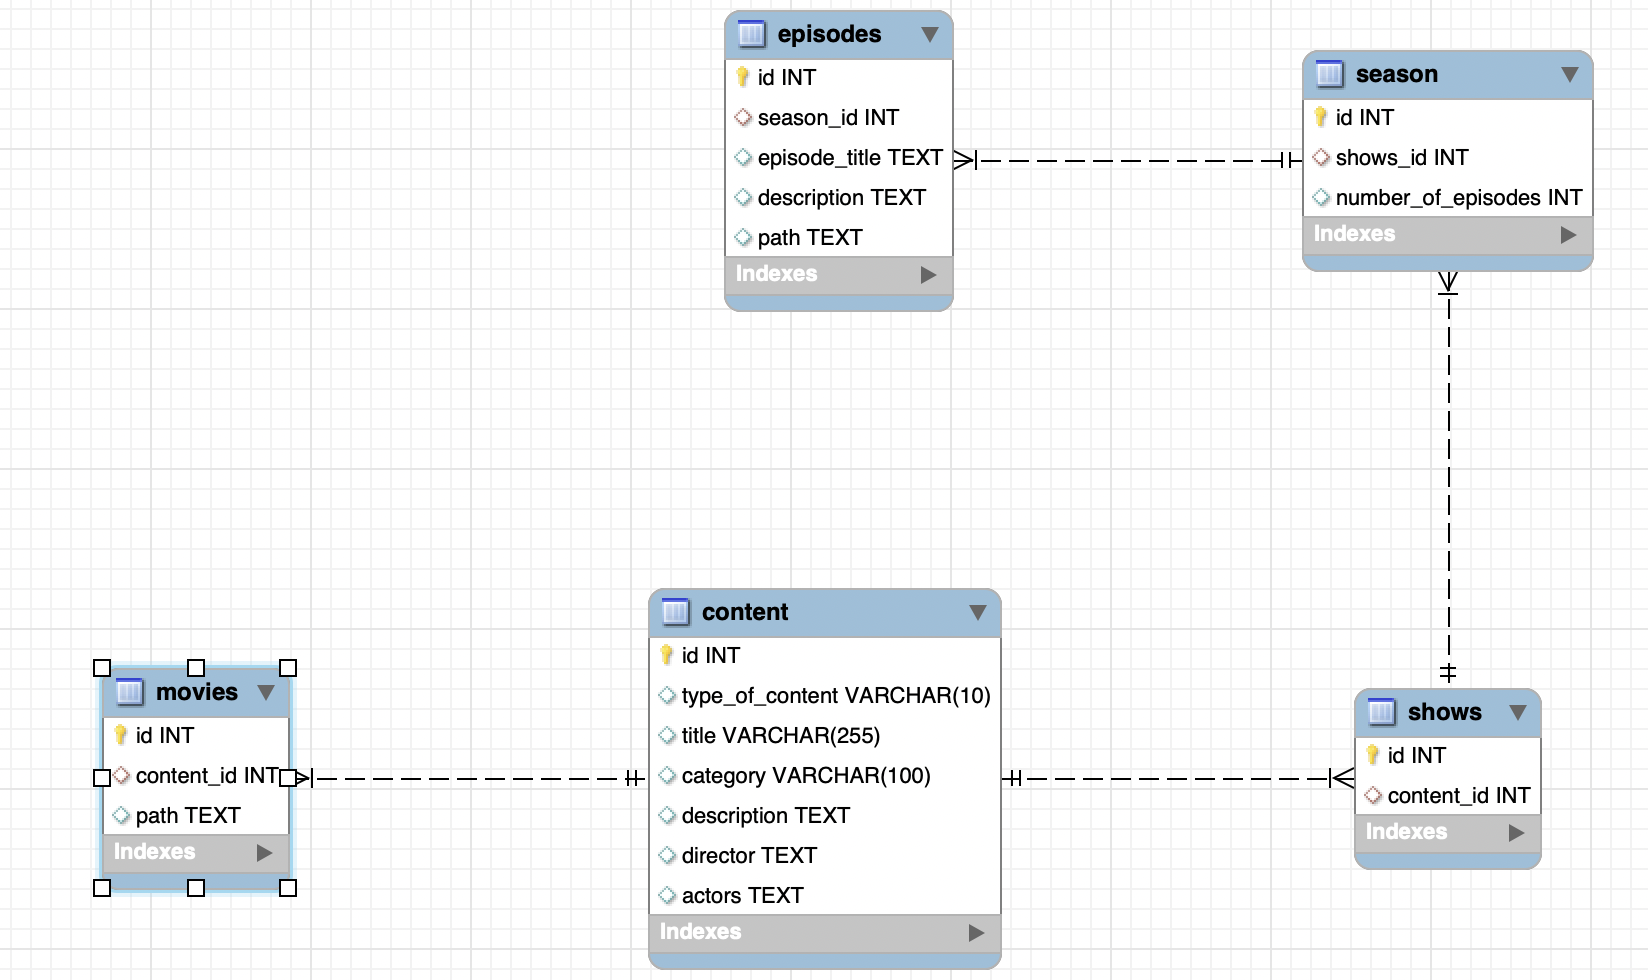 episodes
id INT
season_id INT
episode_title TEXT
description TEXT
path TEXT
Indexes
season
id INT
shows_id INT
number_of_episodes INT
Indexes
movies
id INT
content_id INT
path TEXT
Indexes
content
id INT
type_of_content VARCHAR(10)
title VARCHAR(255)
category VARCHAR(100)
description TEXT
director TEXT
actors TEXT
Indexes
shows
id INT
content_id INT
Indexes